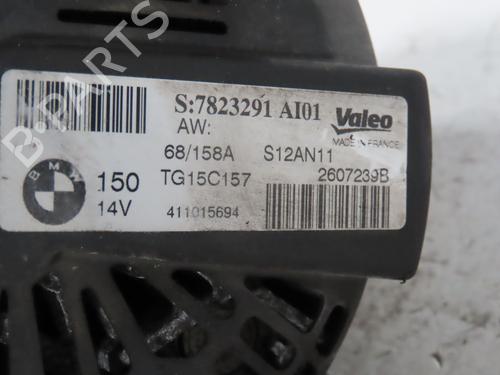 B-PARTS
S:7823291 AI01
Valeo
AW:
MADE IN FRANCE
68/158A S12AN11
BMW
150 TG15C157 2607239B
14V 411015694